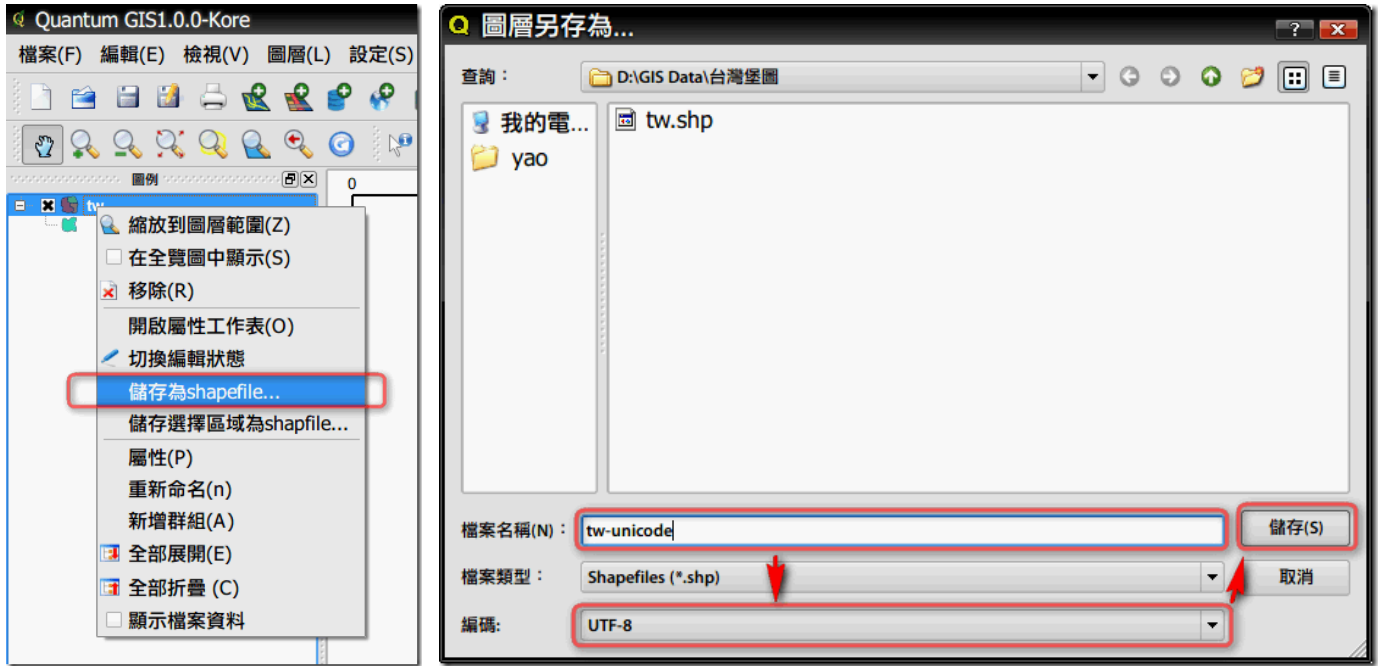 Quantum GIS1.0.0-Kore
檔案(F) 編輯(E) 檢視(V) 圖層(L) 設定(S)
圖例
0
tw
縮放到圖層範圍(Z)
在全覽圖中顯示(S)
移除(R)
開啟屬性工作表(O)
切換編輯狀態
儲存為shapefile...
儲存選擇區域為shapfile...
屬性(P)
重新命名(n)
新增群組(A)
全部展開(E)
全部折疊 (C)
顯示檔案資料
圖層另存為...
查詢：
D:\GIS Data\台灣堡圖
我的電...
yao
tw.shp
檔案名稱(N)：
tw-unicode
儲存(S)
檔案類型：
Shapefiles (*.shp)
取消
編碼:
UTF-8